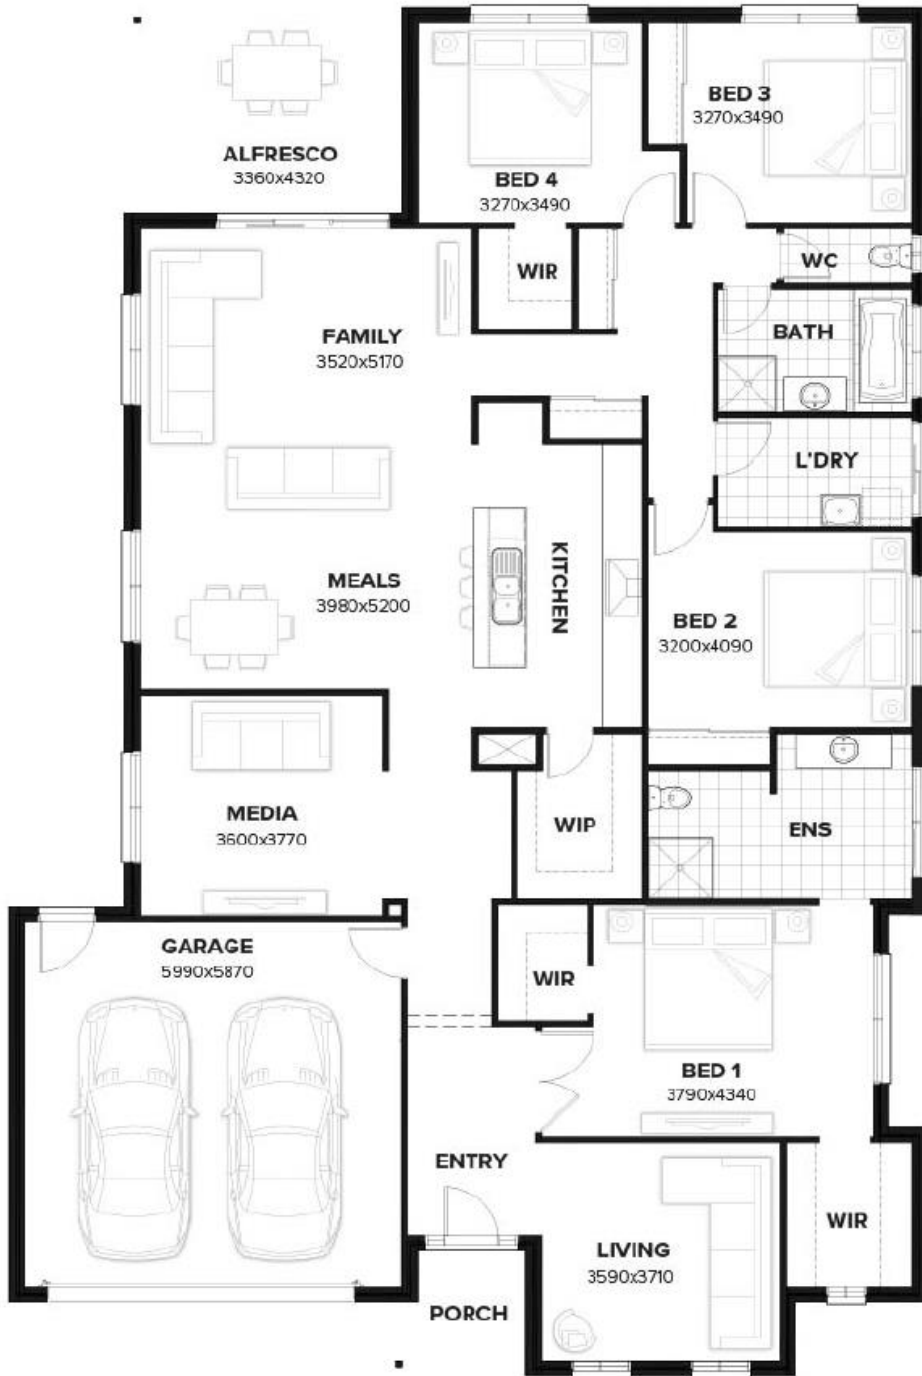 BED 3
3270x3490
ALFRESCO
3360x4320
BED 4
3270x3490
WC
WIR
FAMILY
3520x5170
BATH
L'DRY
KITCHEN
MEALS
3980x5200
BED 2
3200x4090
MEDIA
3600x3770
WIP
ENS
GARAGE
5990x5870
WIR
BED 1
3790x4340
ENTRY
WIR
LIVING
3590x3710
PORCH